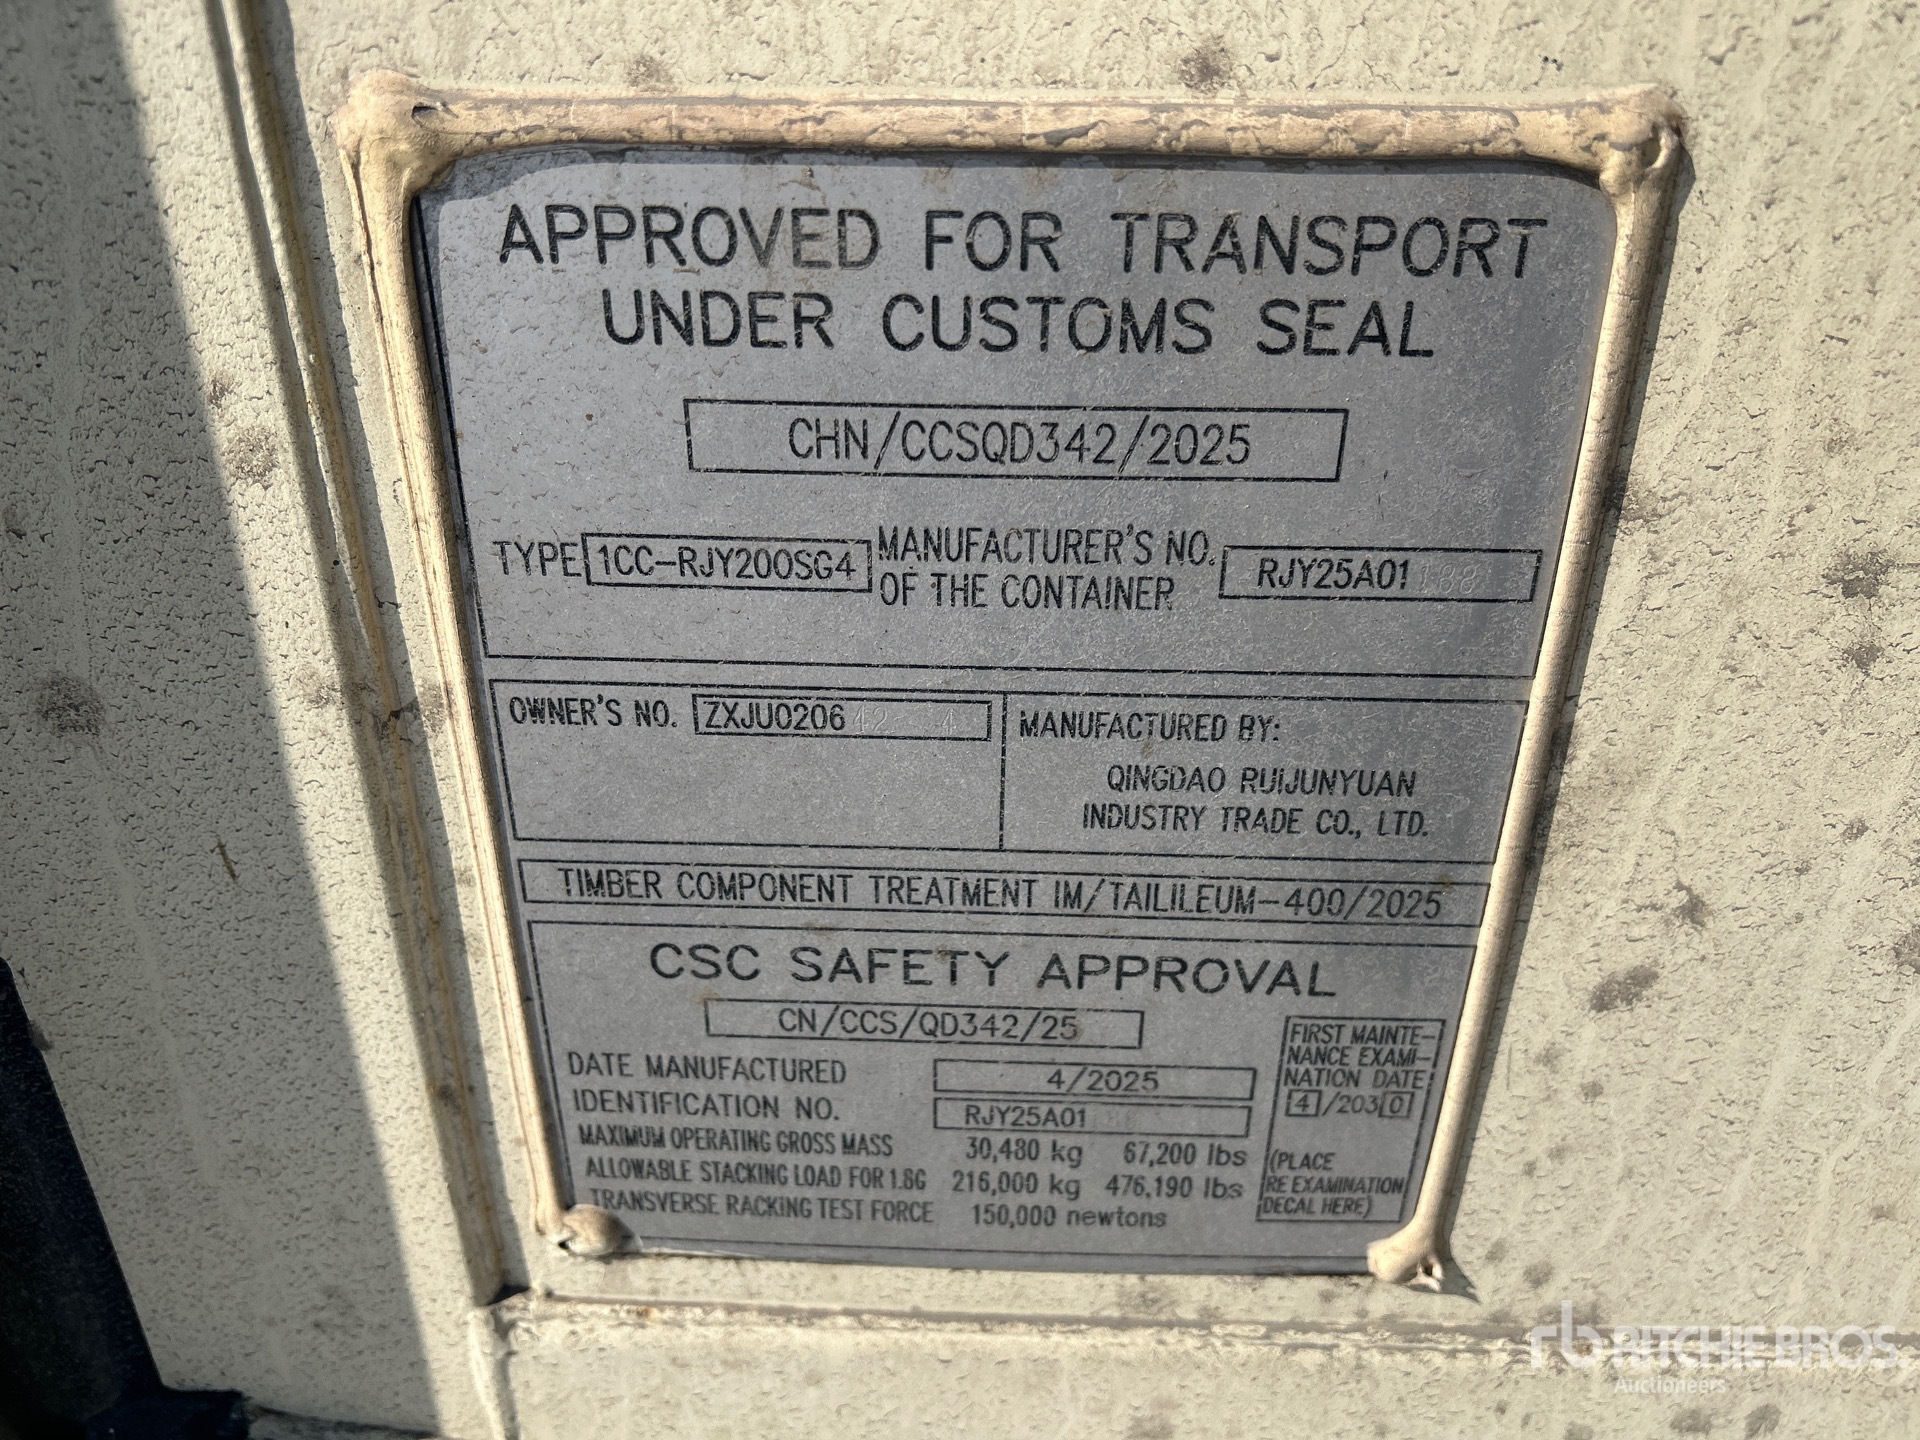 APPROVED FOR TRANSPORT
UNDER CUSTOMS SEAL
CHN/CCSQD342/2025
TYPE 1CC-RJY200SG4 MANUFACTURER'S NO. OF THE CONTAINER RJY25A01188
OWNER'S NO. ZXJU020642 4
MANUFACTURED BY:
QINGDAO RUIJUNYUAN
INDUSTRY TRADE CO., LTD.
TIMBER COMPONENT TREATMENT IM/TAILILEUM-400/2025
CSC SAFETY APPROVAL
CN/CCS/QD342/25
DATE MANUFACTURED 4/2025
IDENTIFICATION NO. RJY25A01
MAXIMUM OPERATING GROSS MASS 30,480 kg 67,200 lbs
ALLOWABLE STACKING LOAD FOR 1.8G 216,000 kg 476,190 lbs
TRANSVERSE RACKING TEST FORCE 150,000 newtons
FIRST MAINTE-
NANCE EXAMI-
NATION DATE
4/2030
(PLACE
RE EXAMINATION
DECAL HERE)
rb RITCHIE BROS.
Auctioneers